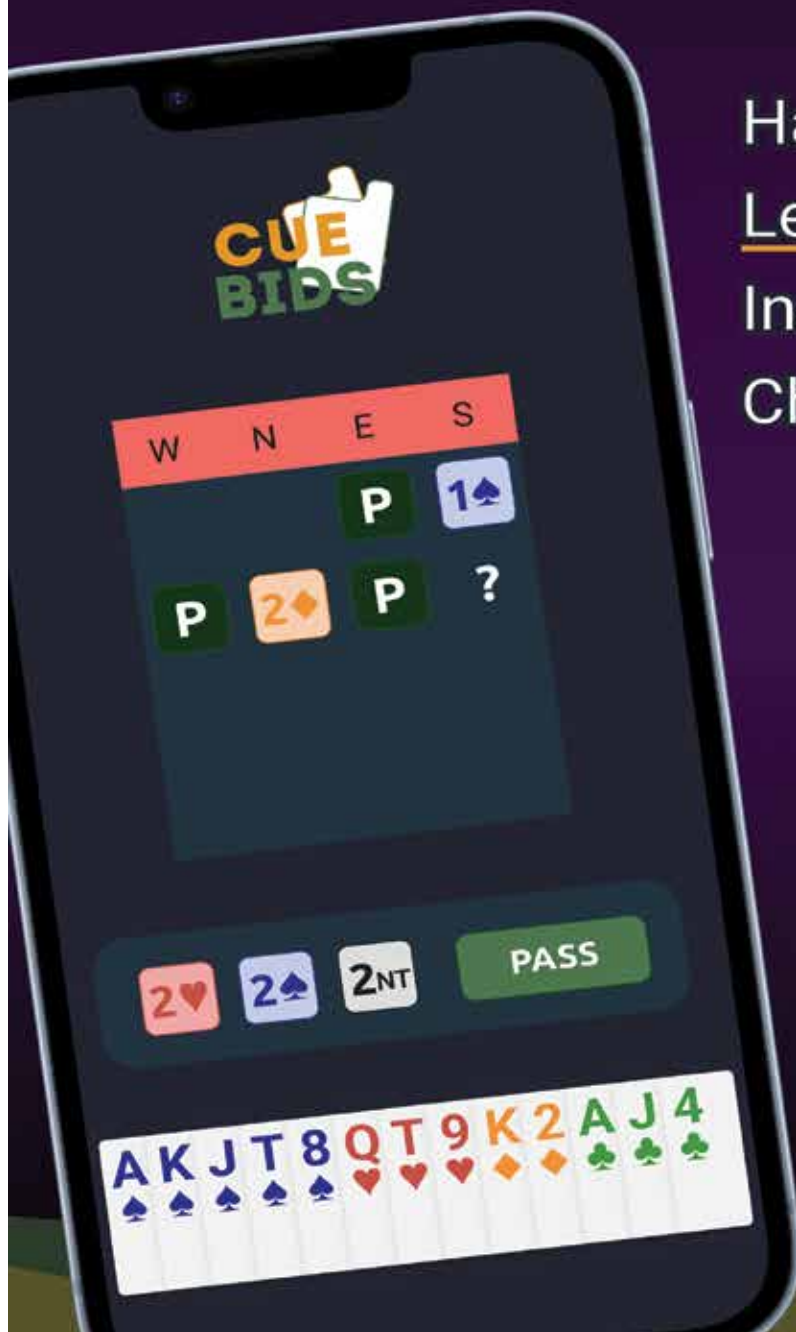 CUE
BIDS
W N E S
P 1♠
P 2♦ P ?
2♥ 2♠ 2NT PASS
A K J T 8 Q T 9 K 2 A J 4
♠ ♠ ♠ ♠ ♠ ♥ ♥ ♥ ♦ ♦ ♣ ♣ ♣